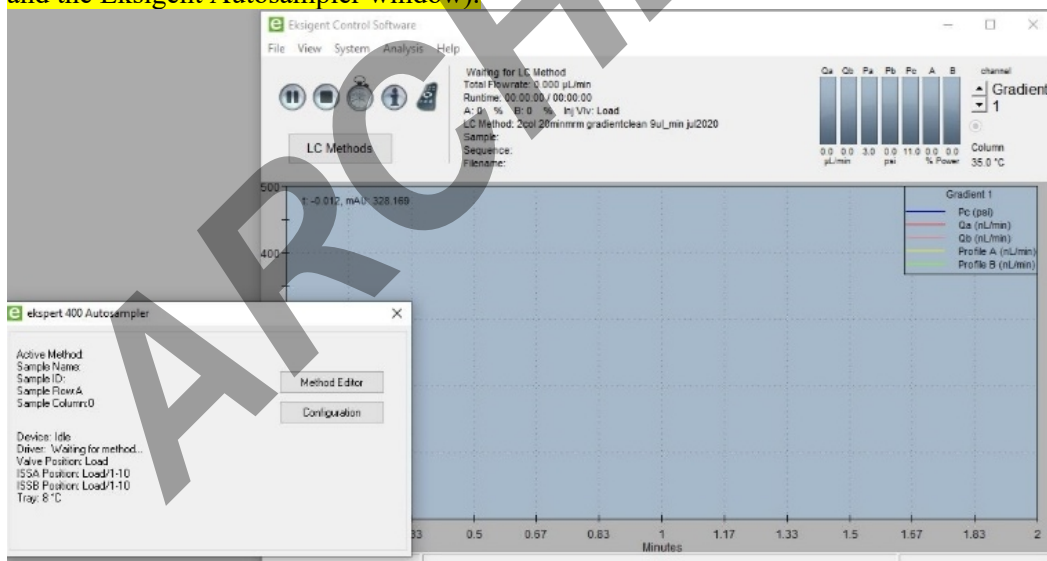 and the Eksigent Autosampler window).
Eksigent Control Software
File View System Analysis Help
Waiting for LC Method
Total Flowrate: 0.000 µL/min
Runtime: 00:00:00 / 00:00:00
A: 0 % B: 0 % Inj Vlv: Load
LC Method: 2col 20minmrm gradientclean 9ul_min jul2020
Sample:
Sequence:
Filename:
LC Methods
Qa Qb Pa Pb Pc A B
0.0 0.0 3.0 0.0 11.0 0.0 0.0
µL/min psi % Power
channel
Gradient
1
Column
35.0 °C
500
t: -0.012, mAU: 328.169
400
Gradient 1
Pc (psi)
Qa (nL/min)
Qb (nL/min)
Profile A (nL/min)
Profile B (nL/min)
ekspert 400 Autosampler
Active Method:
Sample Name:
Sample ID:
Sample Row:A
Sample Column:0
Method Editor
Configuration
Device: Idle
Driver: Waiting for method...
Valve Position: Load
ISSA Position: Load/1-10
ISSB Position: Load/1-10
Tray: 8 °C
33 0.5 0.67 0.83 1 1.17 1.33 1.5 1.67 1.83 2
Minutes
ARCH